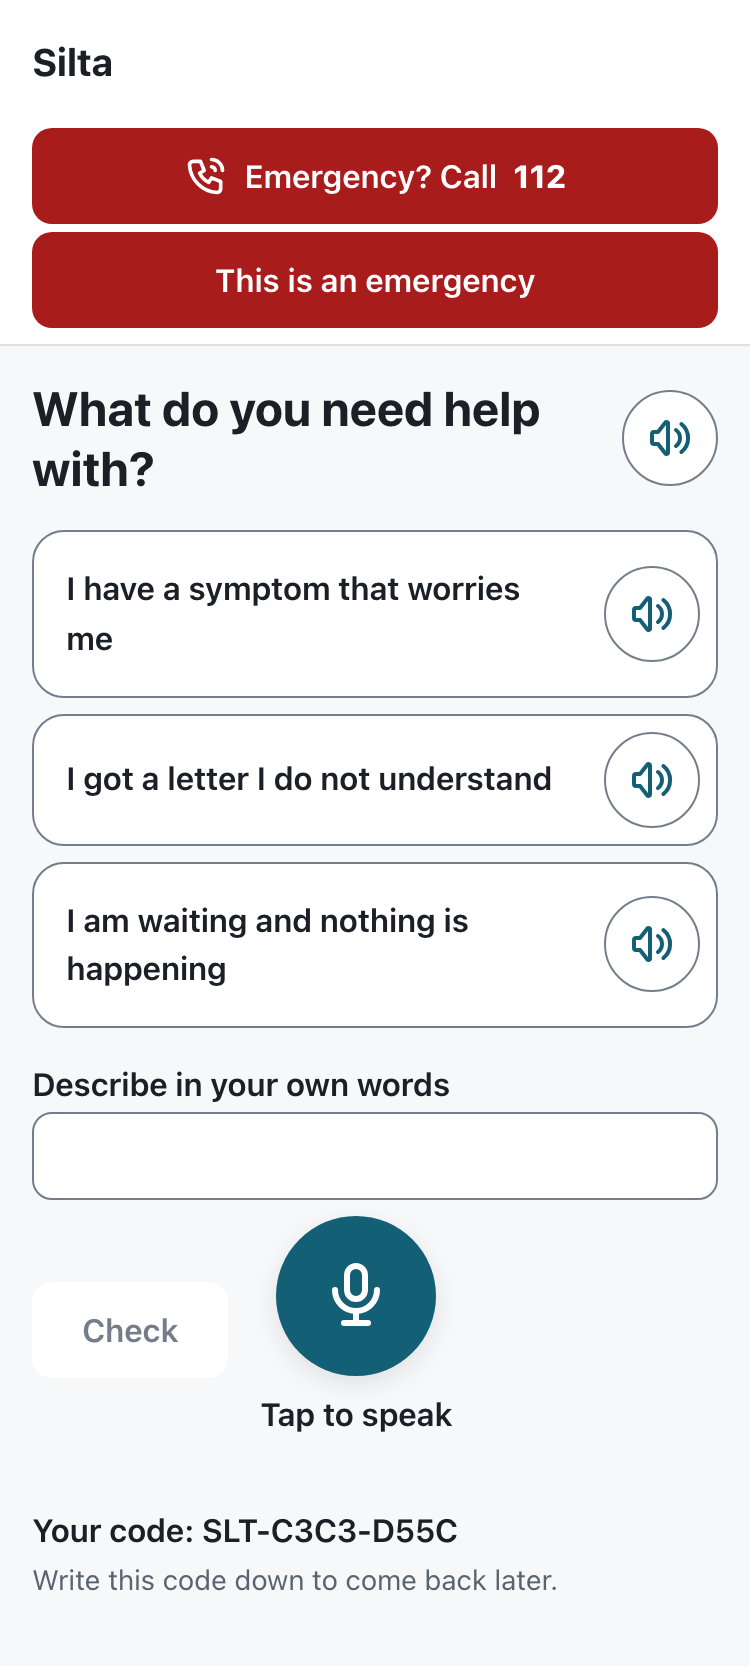 Silta
Emergency? Call 112
This is an emergency
What do you need help
with?
I have a symptom that worries
me
I got a letter I do not understand
I am waiting and nothing is
happening
Describe in your own words
Check
Tap to speak
Your code: SLT-C3C3-D55C
Write this code down to come back later.